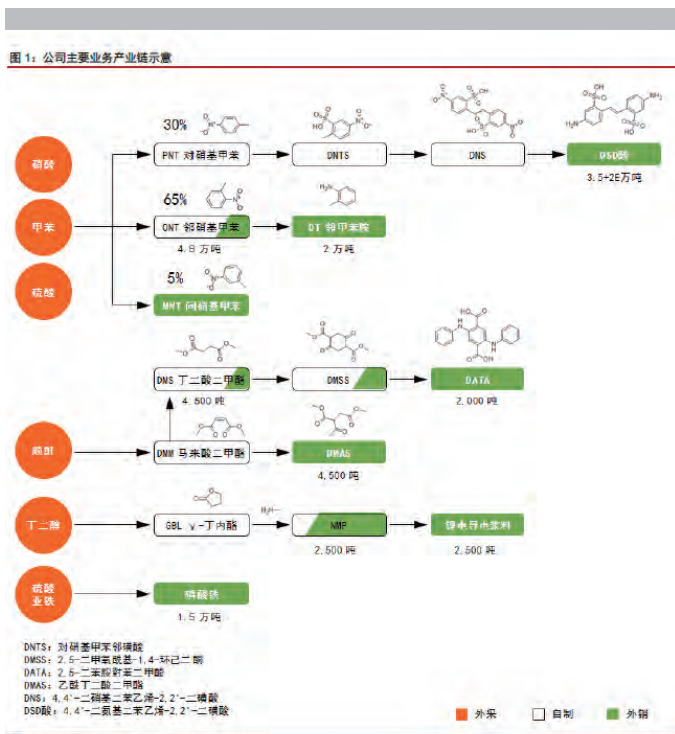 图 1：公司主要业务产业链示意
硝酸
甲苯
硫酸
30%
PNT 对硝基甲苯
DNTS
DNS
DSD酸
3.5+2E万吨
65%
ONT 邻硝基甲苯
4.8 万吨
OT 邻甲苯胺
2 万吨
5%
MNT 间硝基甲苯
DMS 丁二酸二甲酯
4,500 吨
DMSS
DATA
2,000 吨
顺酐
DMM 马来酸二甲酯
DMAS
4,500 吨
丁二醇
GBL γ-丁内酯
NMP
2,500 吨
锂电导电浆料
2,500 吨
硫酸
亚铁
磷酸铁
1.5 万吨
DNTS：对硝基甲苯邻磺酸
DMSS：2,5-二甲氧酰基-1,4-环己二酮
DATA：2,5-二苯胺对苯二甲酸
DMAS：乙酰丁二酸二甲酯
DNS：4,4'-二硝基二苯乙烯-2,2'-二磺酸
DSD酸：4,4'-二氨基二苯乙烯-2,2'-二磺酸
外采
自制
外销